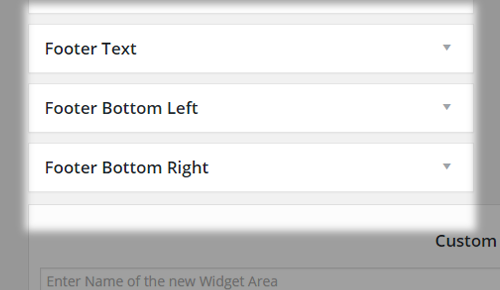 Footer Text
Footer Bottom Left
Footer Bottom Right
Custom
Enter Name of the new Widget Area